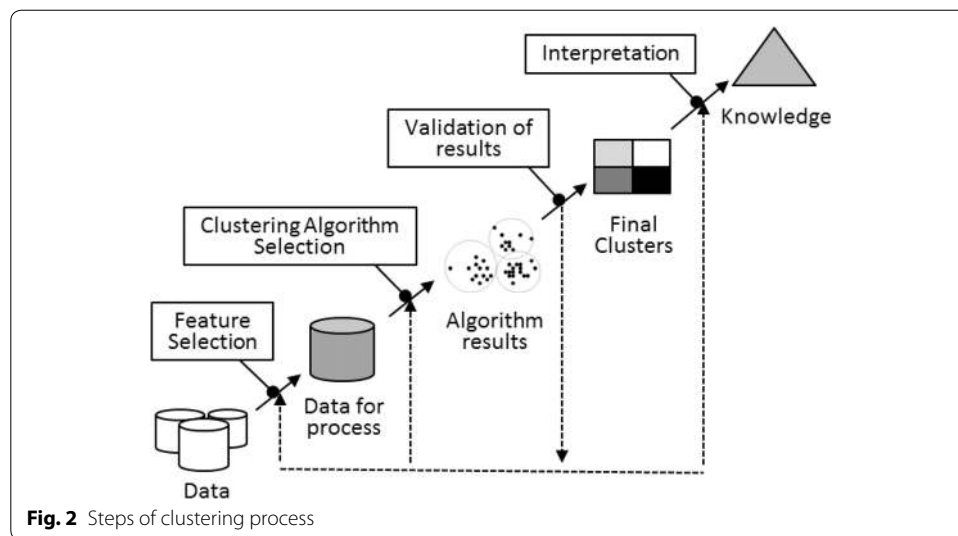 Interpretation
Knowledge
Validation of
results
Final
Clusters
Clustering Algorithm
Selection
Algorithm
results
Feature
Selection
Data for
process
Data
Fig. 2 Steps of clustering process